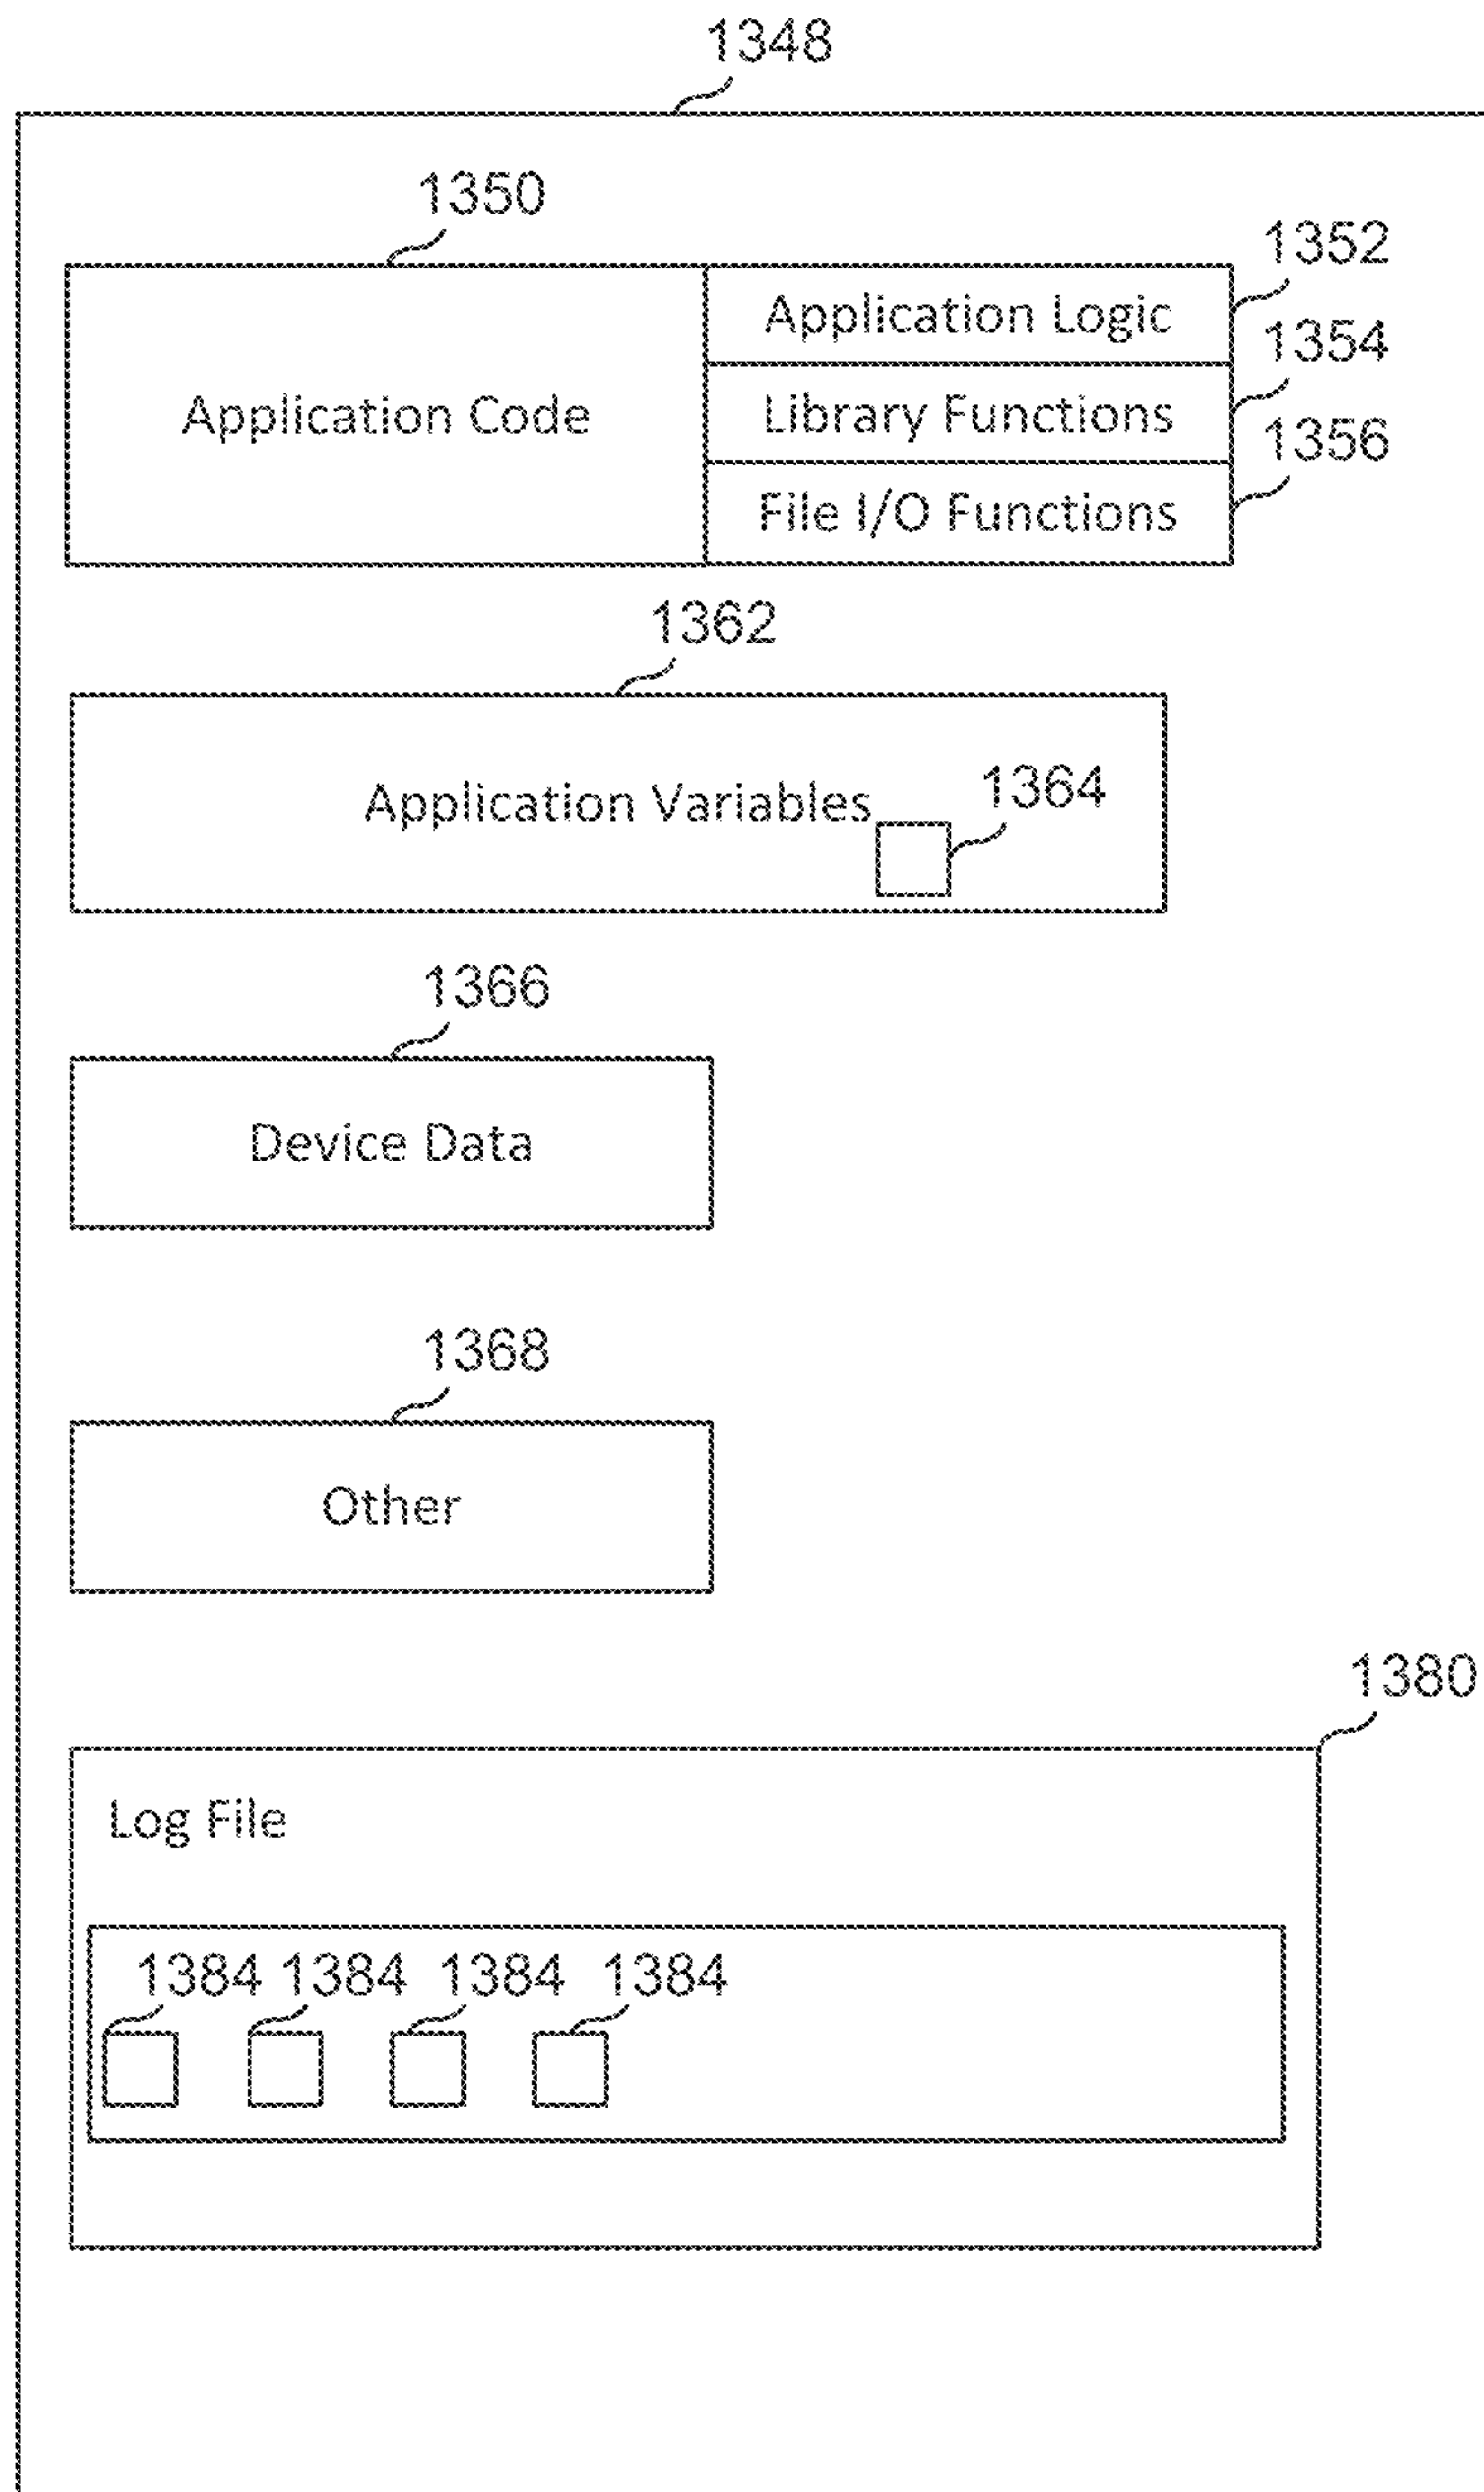 1348
1350
1352
Application Logic
1354
Application Code
Library Functions
1356
File I/O Functions
1362
1364
Application Variables
1366
Device Data
1368
Other
1380
Log File
1384 1384 1384 1384